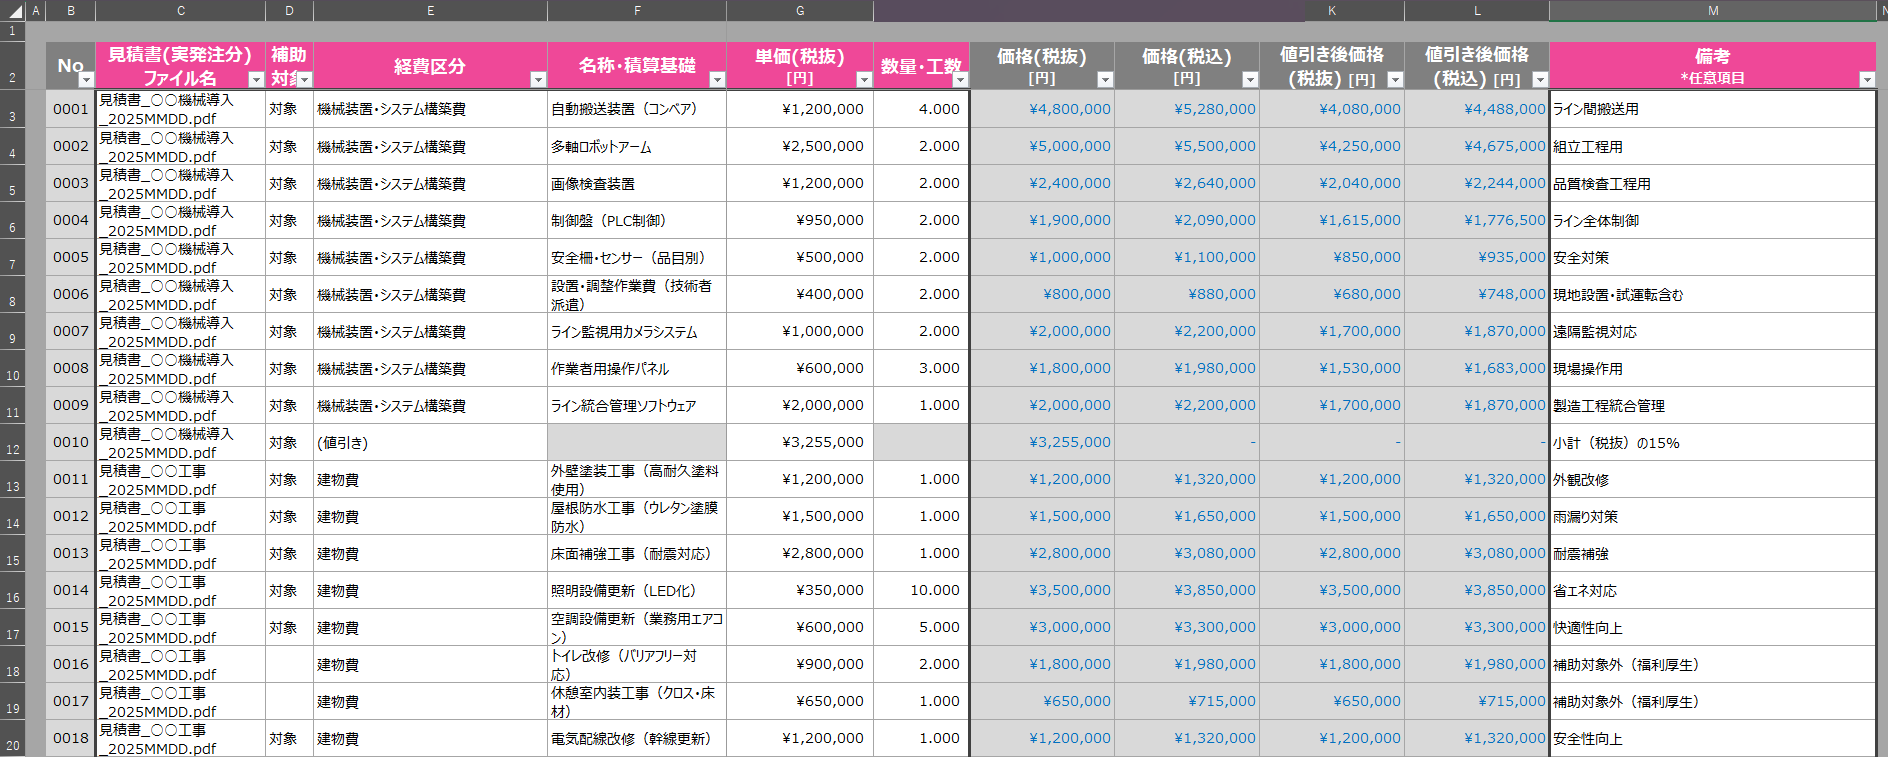 A B C D E F G K L M N
1
2 No 見積書(実発注分) ファイル名 補助 対象 経費区分 名称・積算基礎 単価(税抜) [円] 数量・工数 価格(税抜) [円] 価格(税込) [円] 値引き後価格 (税抜) [円] 値引き後価格 (税込) [円] 備考 *任意項目
3 0001 見積書_〇〇機械導入_2025MMDD.pdf 対象 機械装置・システム構築費 自動搬送装置（コンベア） ¥1,200,000 4.000 ¥4,800,000 ¥5,280,000 ¥4,080,000 ¥4,488,000 ライン間搬送用
4 0002 見積書_〇〇機械導入_2025MMDD.pdf 対象 機械装置・システム構築費 多軸ロボットアーム ¥2,500,000 2.000 ¥5,000,000 ¥5,500,000 ¥4,250,000 ¥4,675,000 組立工程用
5 0003 見積書_〇〇機械導入_2025MMDD.pdf 対象 機械装置・システム構築費 画像検査装置 ¥1,200,000 2.000 ¥2,400,000 ¥2,640,000 ¥2,040,000 ¥2,244,000 品質検査工程用
6 0004 見積書_〇〇機械導入_2025MMDD.pdf 対象 機械装置・システム構築費 制御盤（PLC制御） ¥950,000 2.000 ¥1,900,000 ¥2,090,000 ¥1,615,000 ¥1,776,500 ライン全体制御
7 0005 見積書_〇〇機械導入_2025MMDD.pdf 対象 機械装置・システム構築費 安全柵・センサー（品目別） ¥500,000 2.000 ¥1,000,000 ¥1,100,000 ¥850,000 ¥935,000 安全対策
8 0006 見積書_〇〇機械導入_2025MMDD.pdf 対象 機械装置・システム構築費 設置・調整作業費（技術者派遣） ¥400,000 2.000 ¥800,000 ¥880,000 ¥680,000 ¥748,000 現地設置・試運転含む
9 0007 見積書_〇〇機械導入_2025MMDD.pdf 対象 機械装置・システム構築費 ライン監視用カメラシステム ¥1,000,000 2.000 ¥2,000,000 ¥2,200,000 ¥1,700,000 ¥1,870,000 遠隔監視対応
10 0008 見積書_〇〇機械導入_2025MMDD.pdf 対象 機械装置・システム構築費 作業者用操作パネル ¥600,000 3.000 ¥1,800,000 ¥1,980,000 ¥1,530,000 ¥1,683,000 現場操作用
11 0009 見積書_〇〇機械導入_2025MMDD.pdf 対象 機械装置・システム構築費 ライン統合管理ソフトウェア ¥2,000,000 1.000 ¥2,000,000 ¥2,200,000 ¥1,700,000 ¥1,870,000 製造工程統合管理
12 0010 見積書_〇〇機械導入_2025MMDD.pdf 対象 (値引き) ¥3,255,000 ¥3,255,000 - - - 小計（税抜）の15%
13 0011 見積書_〇〇工事_2025MMDD.pdf 対象 建物費 外壁塗装工事（高耐久塗料使用） ¥1,200,000 1.000 ¥1,200,000 ¥1,320,000 ¥1,200,000 ¥1,320,000 外観改修
14 0012 見積書_〇〇工事_2025MMDD.pdf 対象 建物費 屋根防水工事（ウレタン塗膜防水） ¥1,500,000 1.000 ¥1,500,000 ¥1,650,000 ¥1,500,000 ¥1,650,000 雨漏り対策
15 0013 見積書_〇〇工事_2025MMDD.pdf 対象 建物費 床面補強工事（耐震対応） ¥2,800,000 1.000 ¥2,800,000 ¥3,080,000 ¥2,800,000 ¥3,080,000 耐震補強
16 0014 見積書_〇〇工事_2025MMDD.pdf 対象 建物費 照明設備更新（LED化） ¥350,000 10.000 ¥3,500,000 ¥3,850,000 ¥3,500,000 ¥3,850,000 省エネ対応
17 0015 見積書_〇〇工事_2025MMDD.pdf 対象 建物費 空調設備更新（業務用エアコン） ¥600,000 5.000 ¥3,000,000 ¥3,300,000 ¥3,000,000 ¥3,300,000 快適性向上
18 0016 見積書_〇〇工事_2025MMDD.pdf 建物費 トイレ改修（バリアフリー対応） ¥900,000 2.000 ¥1,800,000 ¥1,980,000 ¥1,800,000 ¥1,980,000 補助対象外（福利厚生）
19 0017 見積書_〇〇工事_2025MMDD.pdf 建物費 休憩室内装工事（クロス・床材） ¥650,000 1.000 ¥650,000 ¥715,000 ¥650,000 ¥715,000 補助対象外（福利厚生）
20 0018 見積書_〇〇工事_2025MMDD.pdf 対象 建物費 電気配線改修（幹線更新） ¥1,200,000 1.000 ¥1,200,000 ¥1,320,000 ¥1,200,000 ¥1,320,000 安全性向上